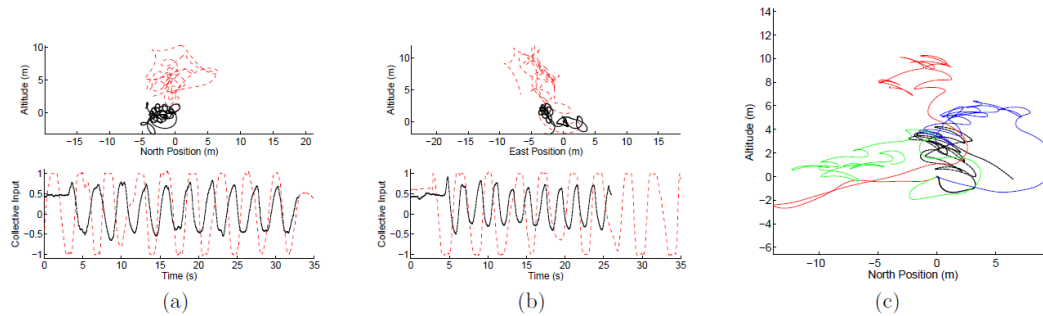 10
5
0
Altitude (m)
−15 −10 −5 0 5 10 15 20
North Position (m)
1
0.5
0
−0.5
−1
Collective Input
0 5 10 15 20 25 30 35
Time (s)
(a)
10
5
0
Altitude (m)
−20 −15 −10 −5 0 5 10 15
East Position (m)
1
0.5
0
−0.5
−1
Collective Input
0 5 10 15 20 25 30 35
Time (s)
(b)
14
12
10
8
6
4
2
0
−2
−4
−6
Altitude (m)
−10 −5 0 5
North Position (m)
(c)